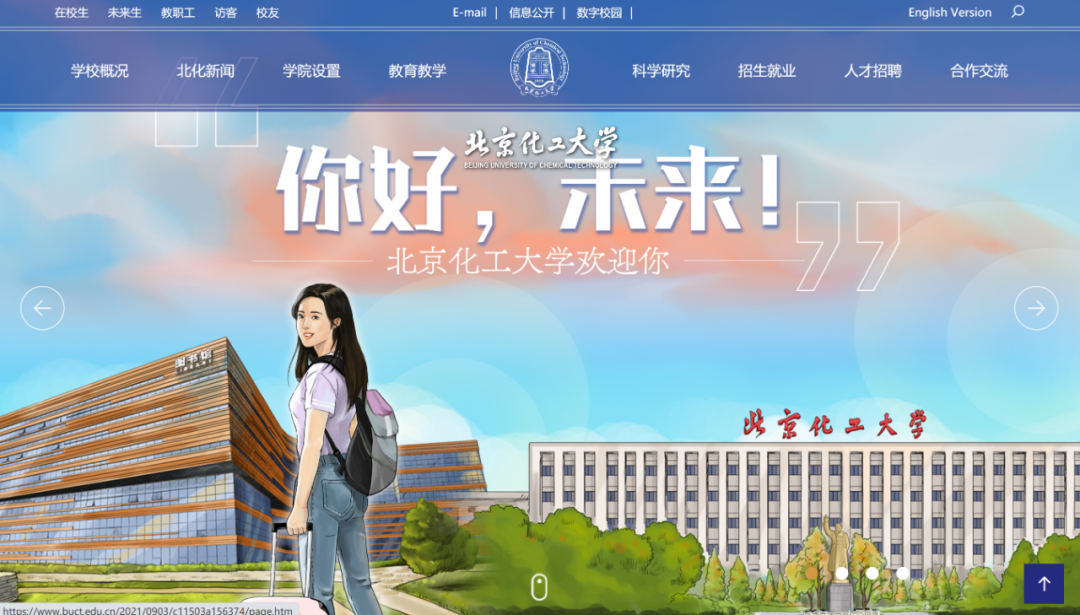 在校生 未来生 教职工 访客 校友 E-mail | 信息公开 | 数字校园 | English Version
学校概况 北化新闻 学院设置 教育教学 科学研究 招生就业 人才招聘 合作交流
北京化工大学
BEIJING UNIVERSITY OF CHEMICAL TECHNOLOGY
“你好，未来！”
北京化工大学欢迎你
图书馆
LIBRARY
北京化工大学
https://www.buct.edu.cn/2021/0903/c11503a156374/page.htm